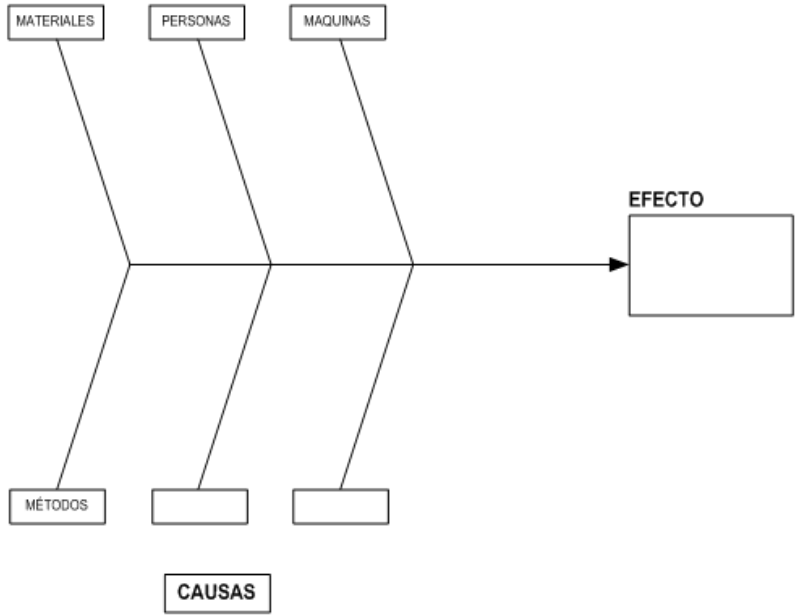 MATERIALES
PERSONAS
MAQUINAS
EFECTO
MÉTODOS
CAUSAS